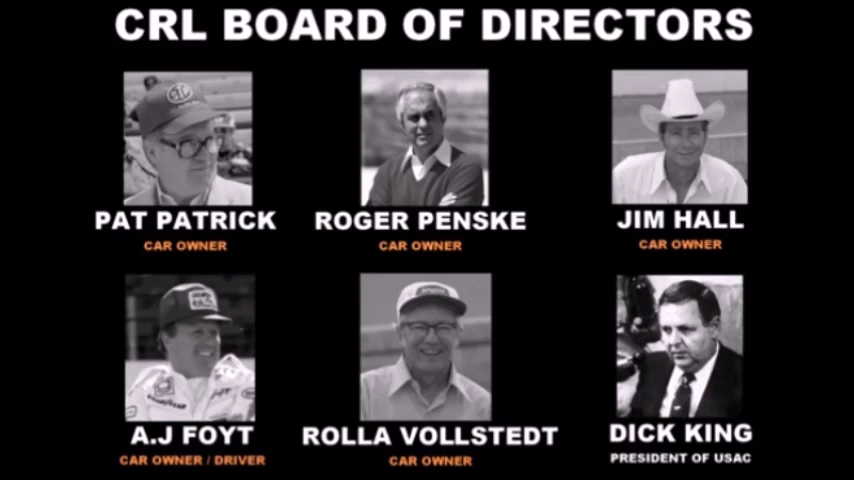 CRL BOARD OF DIRECTORS
PAT PATRICK
CAR OWNER
ROGER PENSKE
CAR OWNER
JIM HALL
CAR OWNER
A.J FOYT
CAR OWNER / DRIVER
ROLLA VOLLSTEDT
CAR OWNER
DICK KING
PRESIDENT OF USAC